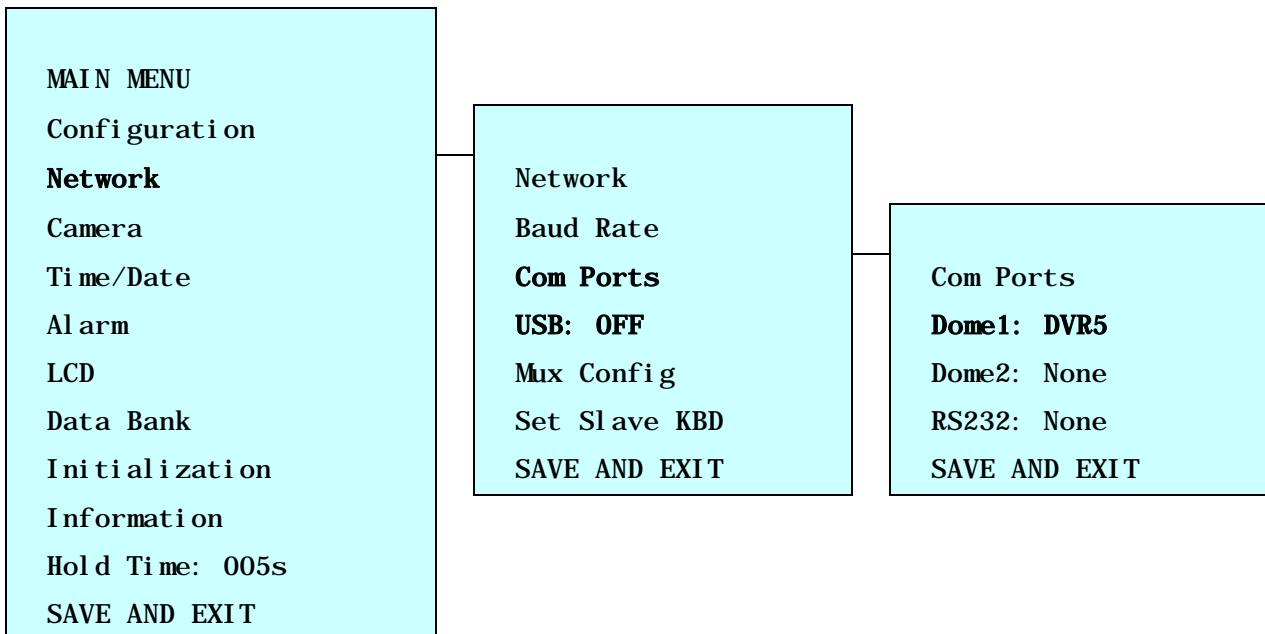 MAIN MENU
Configuration
Network
Camera
Time/Date
Alarm
LCD
Data Bank
Initialization
Information
Hold Time: 005s
SAVE AND EXIT
Network
Baud Rate
Com Ports
USB: OFF
Mux Config
Set Slave KBD
SAVE AND EXIT
Com Ports
Dome1: DVR5
Dome2: None
RS232: None
SAVE AND EXIT